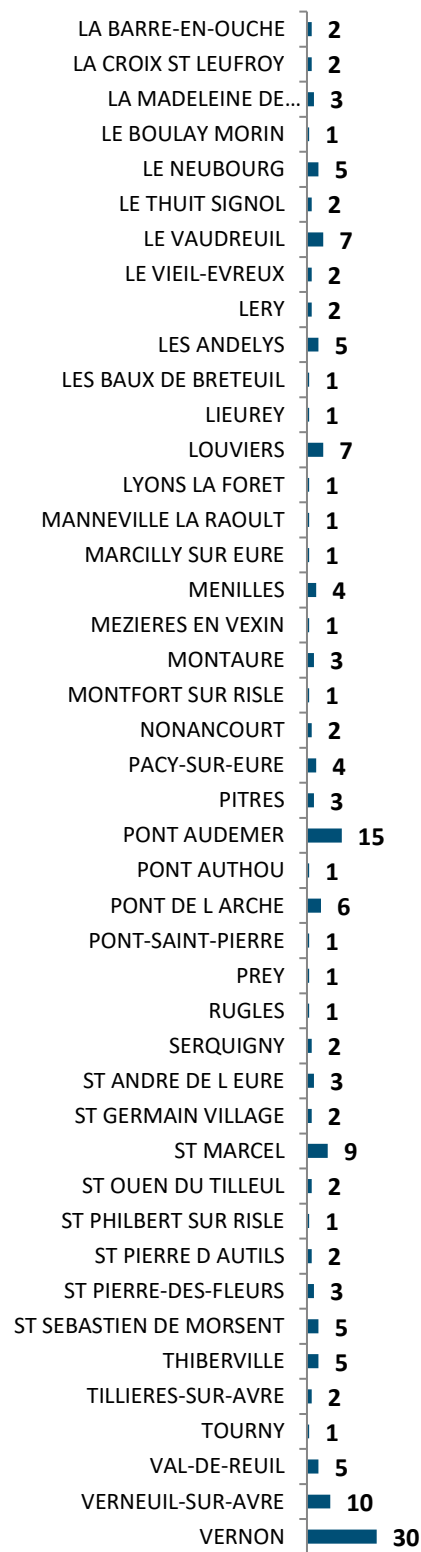 LA BARRE-EN-OUCHE 2
LA CROIX ST LEUFROY 2
LA MADELEINE DE... 3
LE BOULAY MORIN 1
LE NEUBOURG 5
LE THUIT SIGNOL 2
LE VAUDREUIL 7
LE VIEIL-EVREUX 2
LERY 2
LES ANDELYS 5
LES BAUX DE BRETEUIL 1
LIEUREY 1
LOUVIERS 7
LYONS LA FORET 1
MANNEVILLE LA RAOULT 1
MARCILLY SUR EURE 1
MENILLES 4
MEZIERES EN VEXIN 1
MONTAURE 3
MONTFORT SUR RISLE 1
NONANCOURT 2
PACY-SUR-EURE 4
PITRES 3
PONT AUDEMER 15
PONT AUTHOU 1
PONT DE L ARCHE 6
PONT-SAINT-PIERRE 1
PREY 1
RUGLES 1
SERQUIGNY 2
ST ANDRE DE L EURE 3
ST GERMAIN VILLAGE 2
ST MARCEL 9
ST OUEN DU TILLEUL 2
ST PHILBERT SUR RISLE 1
ST PIERRE D AUTILS 2
ST PIERRE-DES-FLEURS 3
ST SEBASTIEN DE MORSENT 5
THIBERVILLE 5
TILLIERES-SUR-AVRE 2
TOURNY 1
VAL-DE-REUIL 5
VERNEUIL-SUR-AVRE 10
VERNON 30